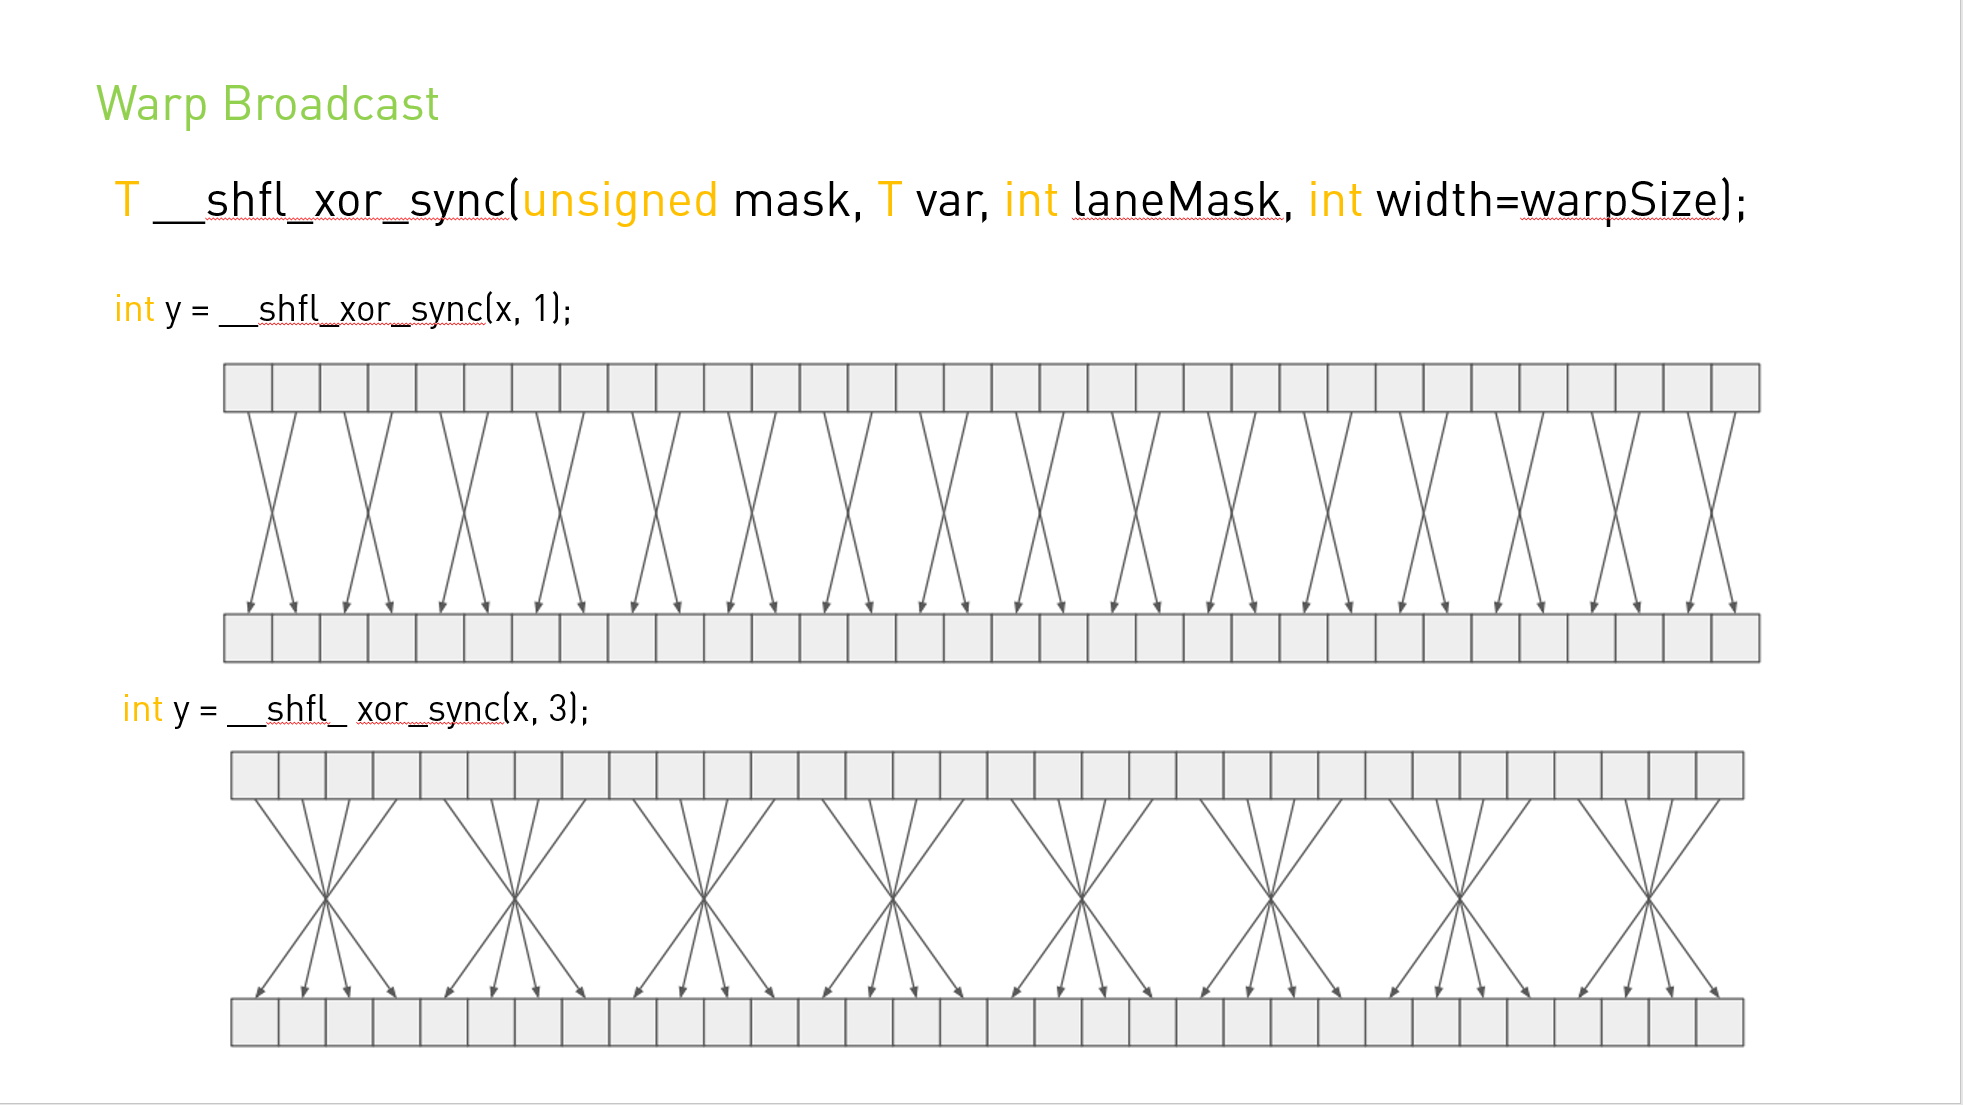 Warp Broadcast
T __shfl_xor_sync(unsigned mask, T var, int laneMask, int width=warpSize);
int y = __shfl_xor_sync(x, 1);
int y = __shfl_ xor_sync(x, 3);